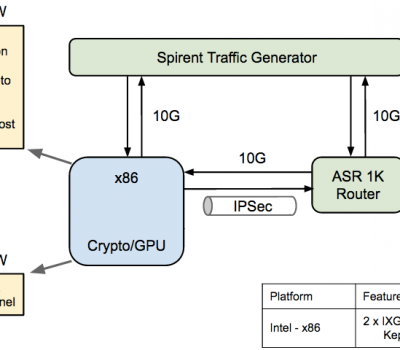 W
Spirent Traffic Generator
to
10G
10G
ost
10G
x86
ASR 1K
Router
IPSec
Crypto/GPU
W
Platform
Feature
nel
Intel - x86
2 x IXG
Kep